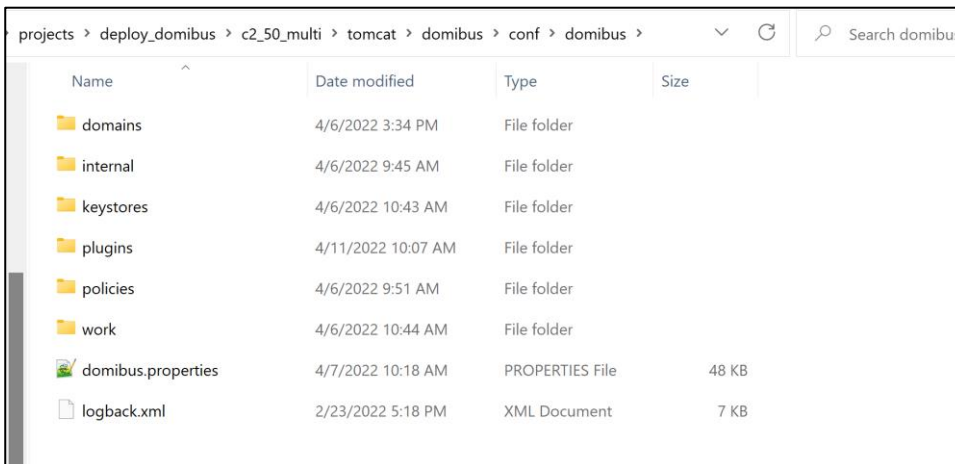 projects > deploy_domibus > c2_50_multi > tomcat > domibus > conf > domibus > Search domibus
Name Date modified Type Size
domains 4/6/2022 3:34 PM File folder
internal 4/6/2022 9:45 AM File folder
keystores 4/6/2022 10:43 AM File folder
plugins 4/11/2022 10:07 AM File folder
policies 4/6/2022 9:51 AM File folder
work 4/6/2022 10:44 AM File folder
domibus.properties 4/7/2022 10:18 AM PROPERTIES File 48 KB
logback.xml 2/23/2022 5:18 PM XML Document 7 KB